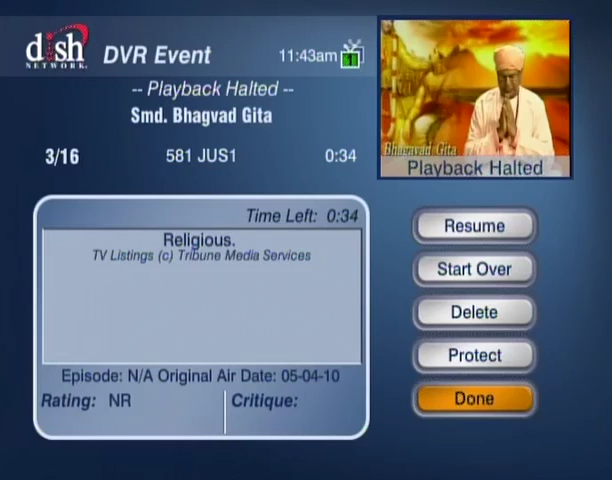 dish
NETWORK.
DVR Event
11:43am
1
-- Playback Halted --
Smd. Bhagvad Gita
3/16 581 JUS1 0:34
Bhagavad Gita
Playback Halted
Time Left: 0:34
Religious.
TV Listings (c) Tribune Media Services
Episode: N/A Original Air Date: 05-04-10
Rating: NR Critique:
Resume
Start Over
Delete
Protect
Done